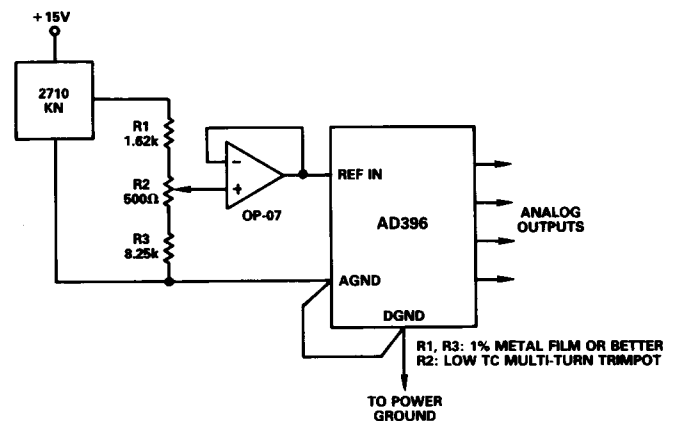 +15V
2710
KN
R1
1.62k
R2
500Ω
R3
8.25k
−
+
OP-07
REF IN
AD396
AGND
DGND
ANALOG
OUTPUTS
R1, R3: 1% METAL FILM OR BETTER
R2: LOW TC MULTI-TURN TRIMPOT
TO POWER
GROUND